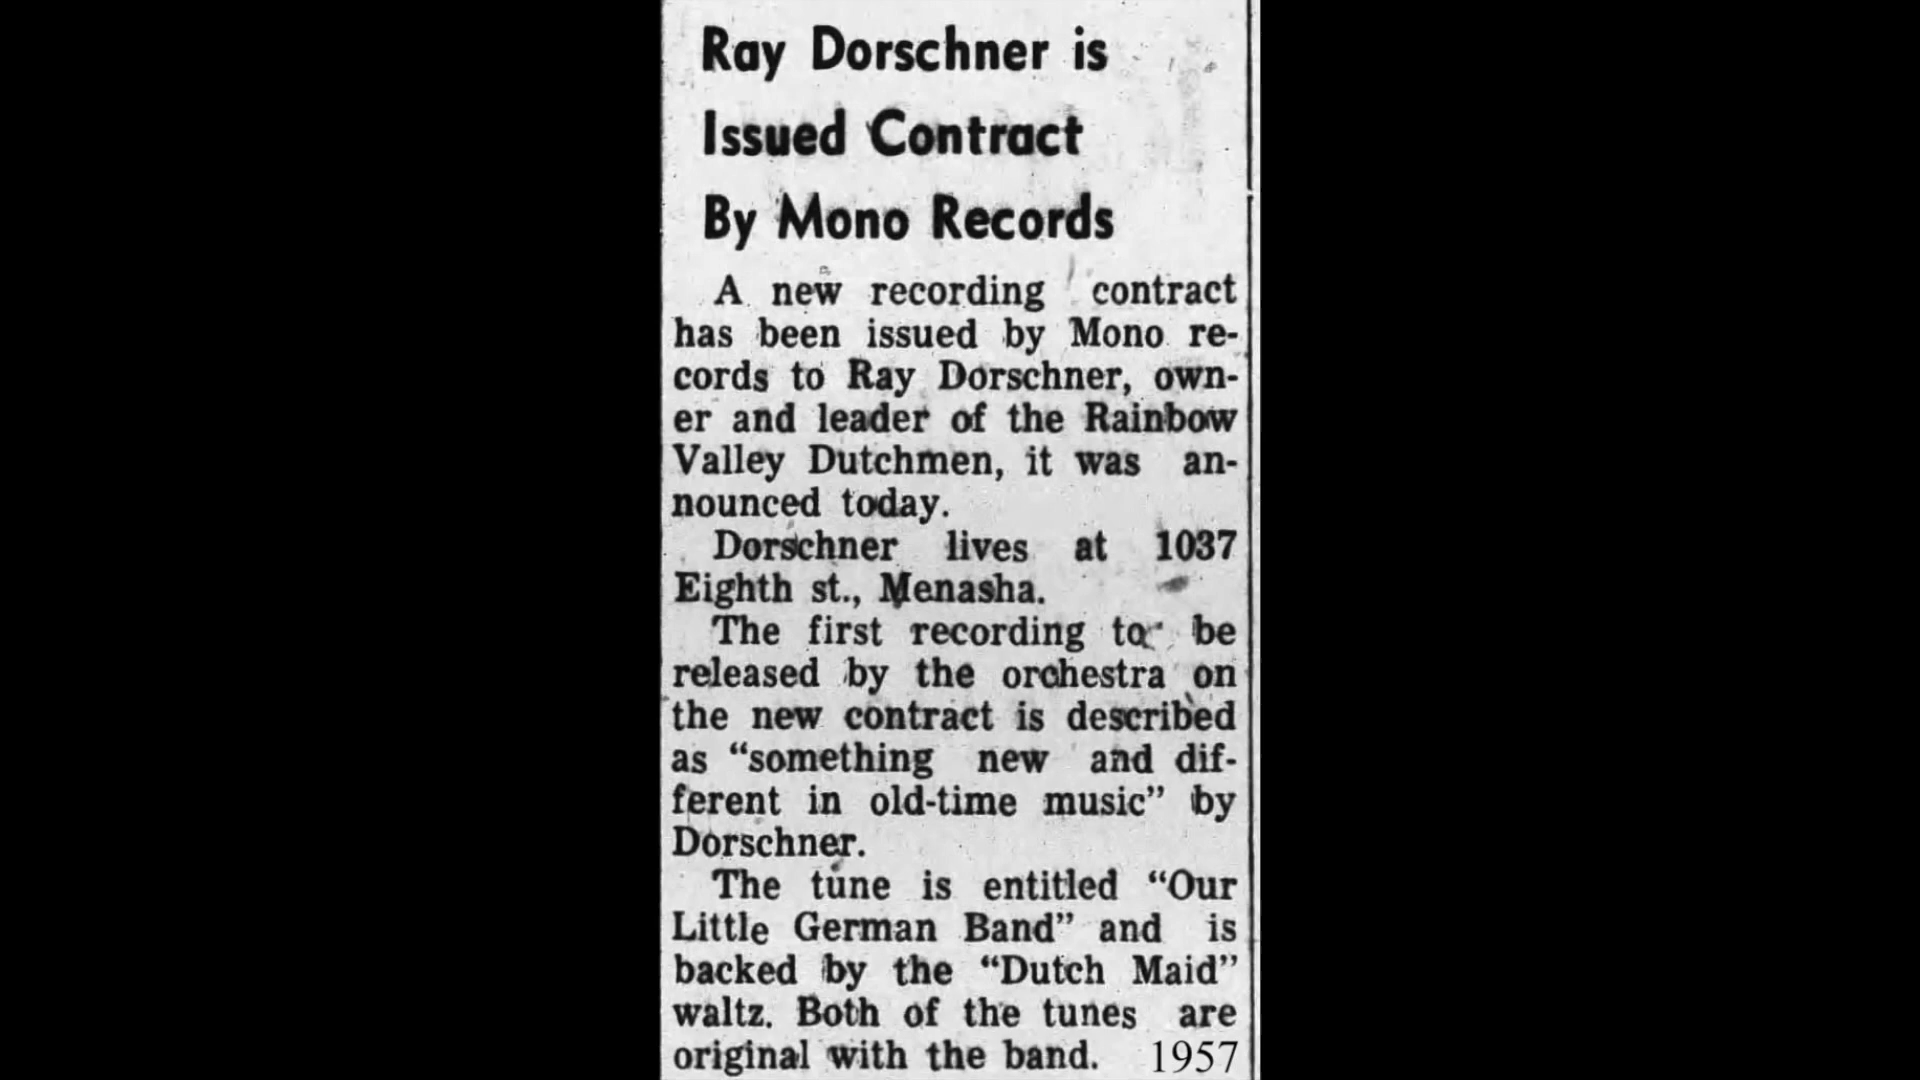 Ray Dorschner is
Issued Contract
By Mono Records
A new recording contract
has been issued by Mono re-
cords to Ray Dorschner, own-
er and leader of the Rainbow
Valley Dutchmen, it was an-
nounced today.
Dorschner lives at 1037
Eighth st., Menasha.
The first recording to be
released by the orchestra on
the new contract is described
as “something new and dif-
ferent in old-time music” by
Dorschner.
The tune is entitled “Our
Little German Band” and is
backed by the “Dutch Maid”
waltz. Both of the tunes are
original with the band. 1957